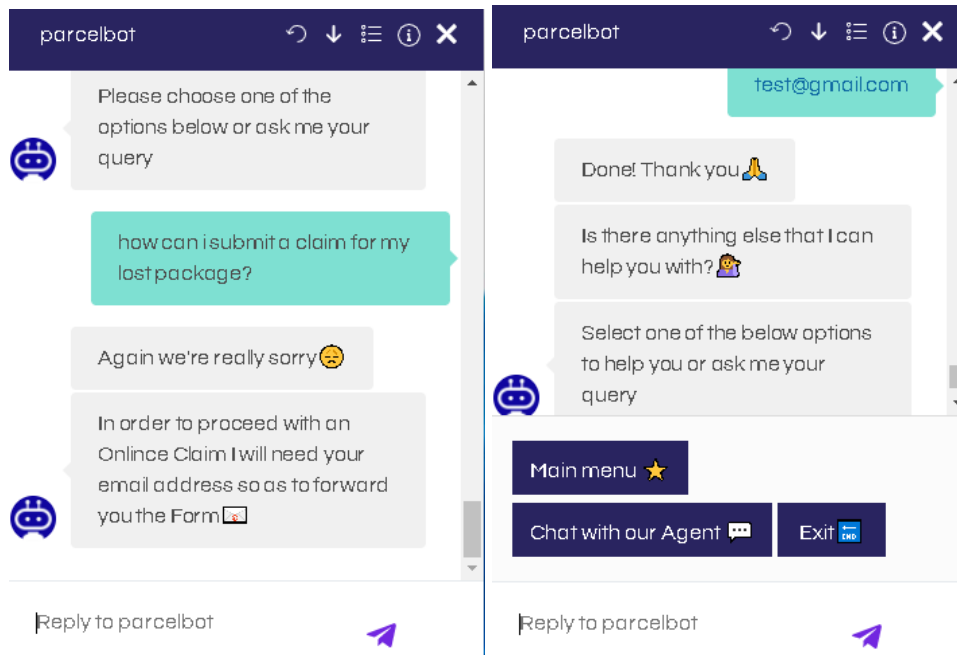 parcelbot
Please choose one of the
options below or ask me your
query
how can i submit a claim for my
lost package?
Again we're really sorry😞
In order to proceed with an
Onlince Claim I will need your
email address so as to forward
you the Form💌
Reply to parcelbot
parcelbot
test@gmail.com
Done! Thank you🙏
Is there anything else that I can
help you with?💁
Select one of the below options
to help you or ask me your
query
Main menu ⭐
Chat with our Agent 💬
Exit🔚
Reply to parcelbot